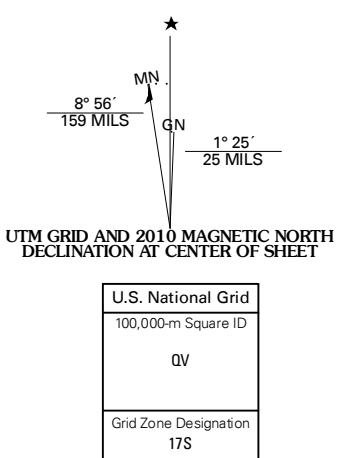 ★
MN
GN
8° 56´
159 MILS
1° 25´
25 MILS
UTM GRID AND 2010 MAGNETIC NORTH
DECLINATION AT CENTER OF SHEET
U.S. National Grid
100,000-m Square ID
QV
Grid Zone Designation
17S